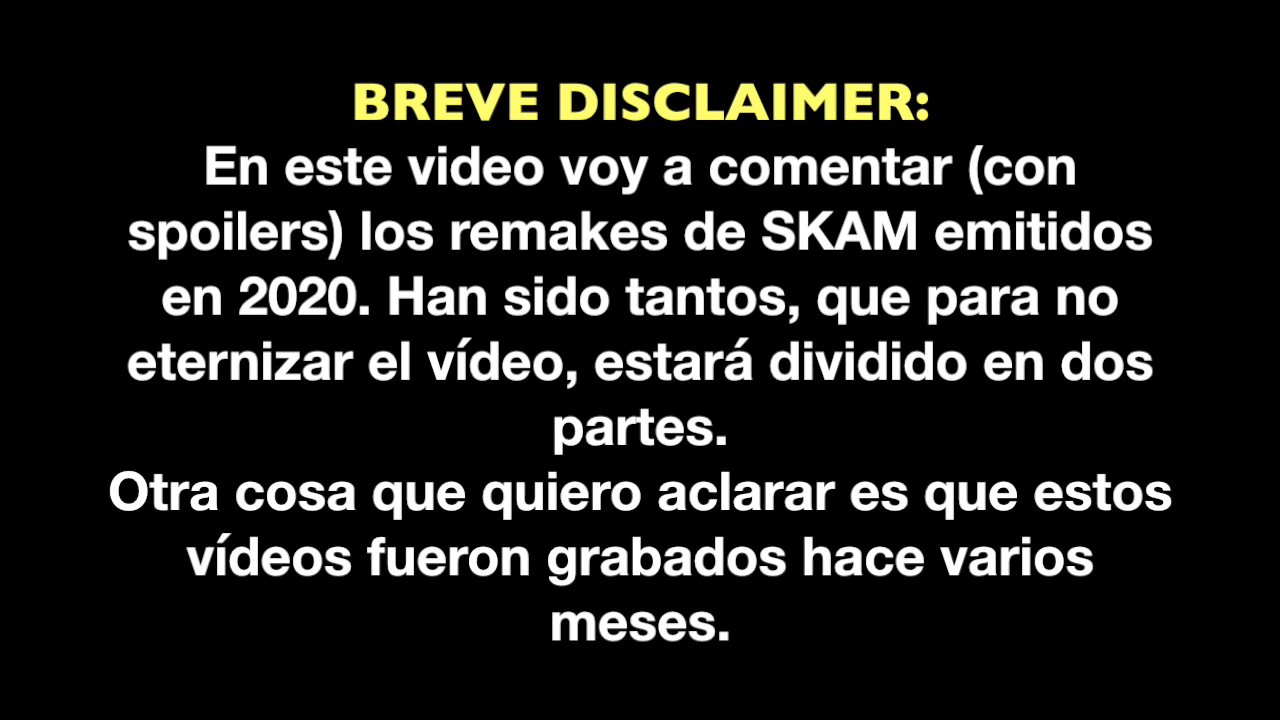 BREVE DISCLAIMER:
En este video voy a comentar (con
spoilers) los remakes de SKAM emitidos
en 2020. Han sido tantos, que para no
eternizar el vídeo, estará dividido en dos
partes.
Otra cosa que quiero aclarar es que estos
vídeos fueron grabados hace varios
meses.